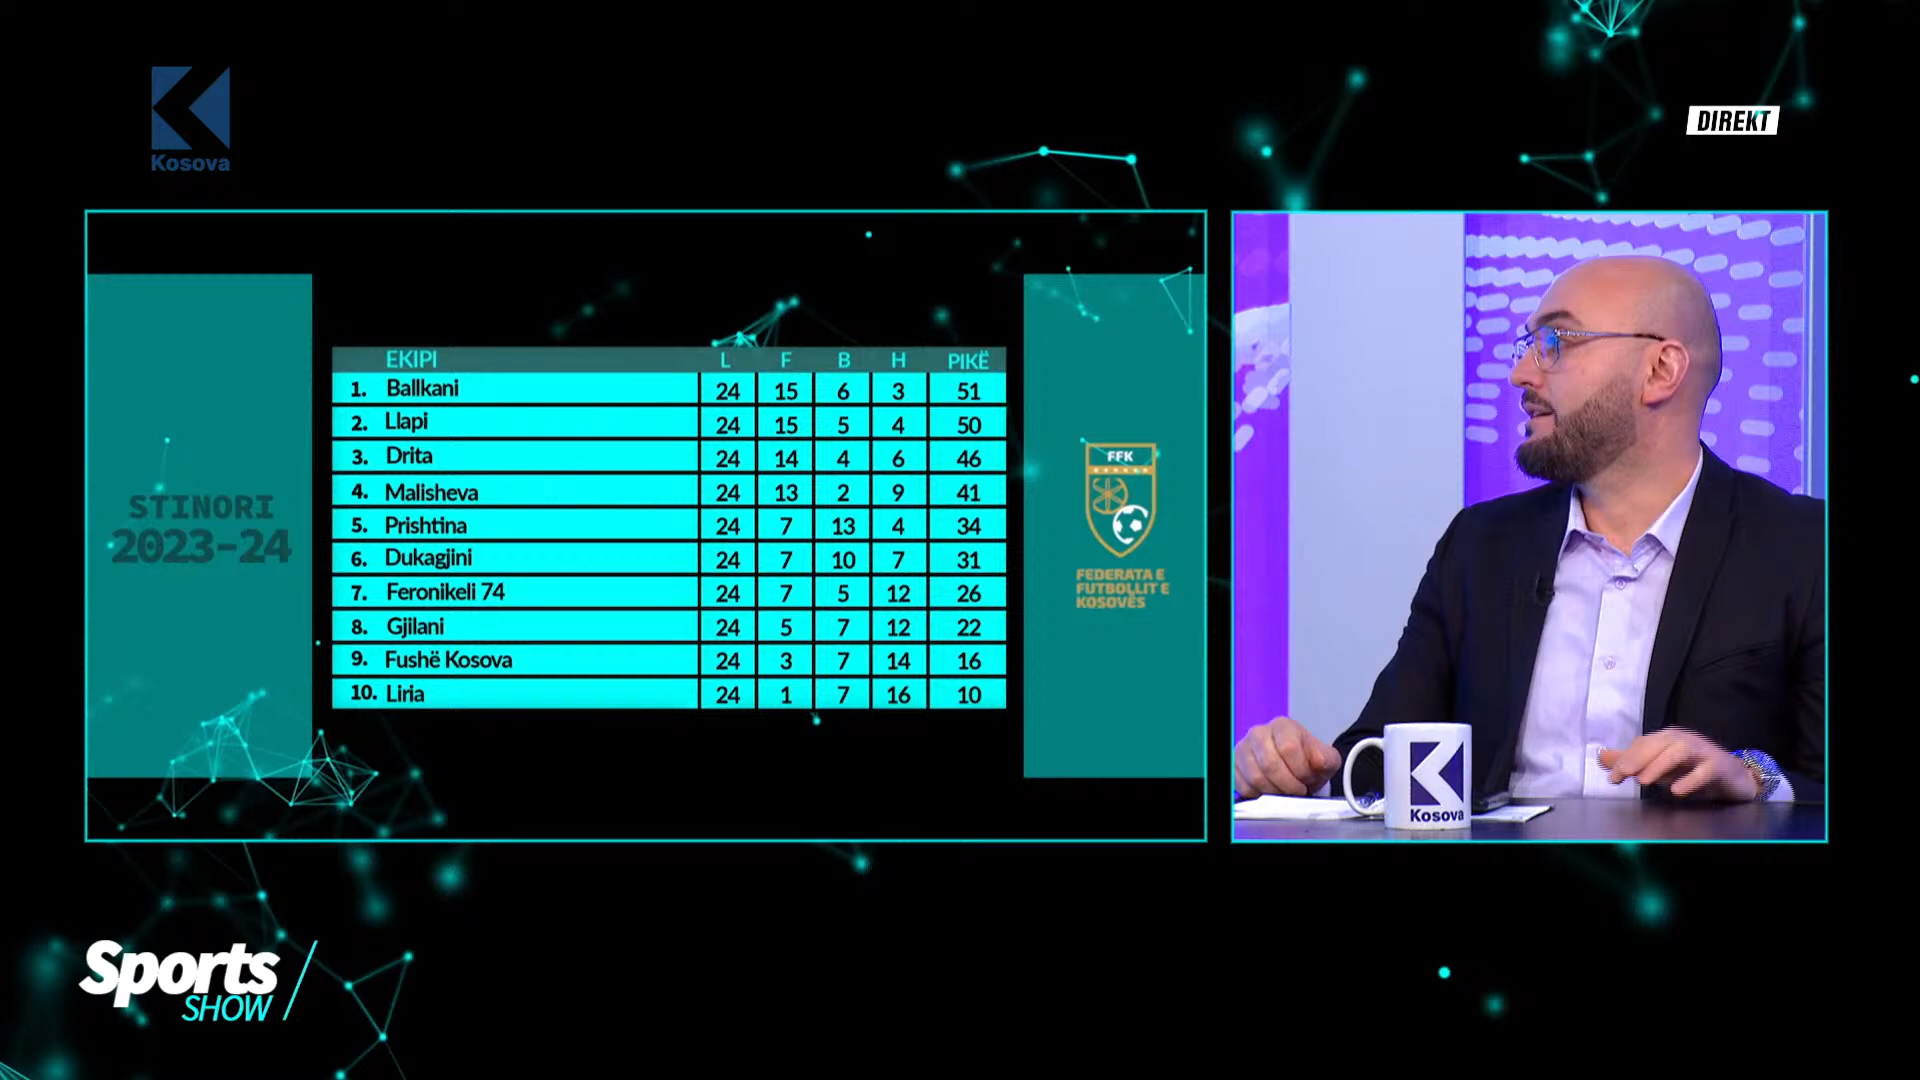 Kosova
DIREKT
STINORI
2023-24
EKIPI L F B H PIKË
1. Ballkani 24 15 6 3 51
2. Llapi 24 15 5 4 50
3. Drita 24 14 4 6 46
4. Malisheva 24 13 2 9 41
5. Prishtina 24 7 13 4 34
6. Dukagjini 24 7 10 7 31
7. Feronikeli 74 24 7 5 12 26
8. Gjilani 24 5 7 12 22
9. Fushë Kosova 24 3 7 14 16
10. Liria 24 1 7 16 10
FFK
FEDERATA E
FUTBOLLIT E
KOSOVËS
Kosova
Sports
SHOW